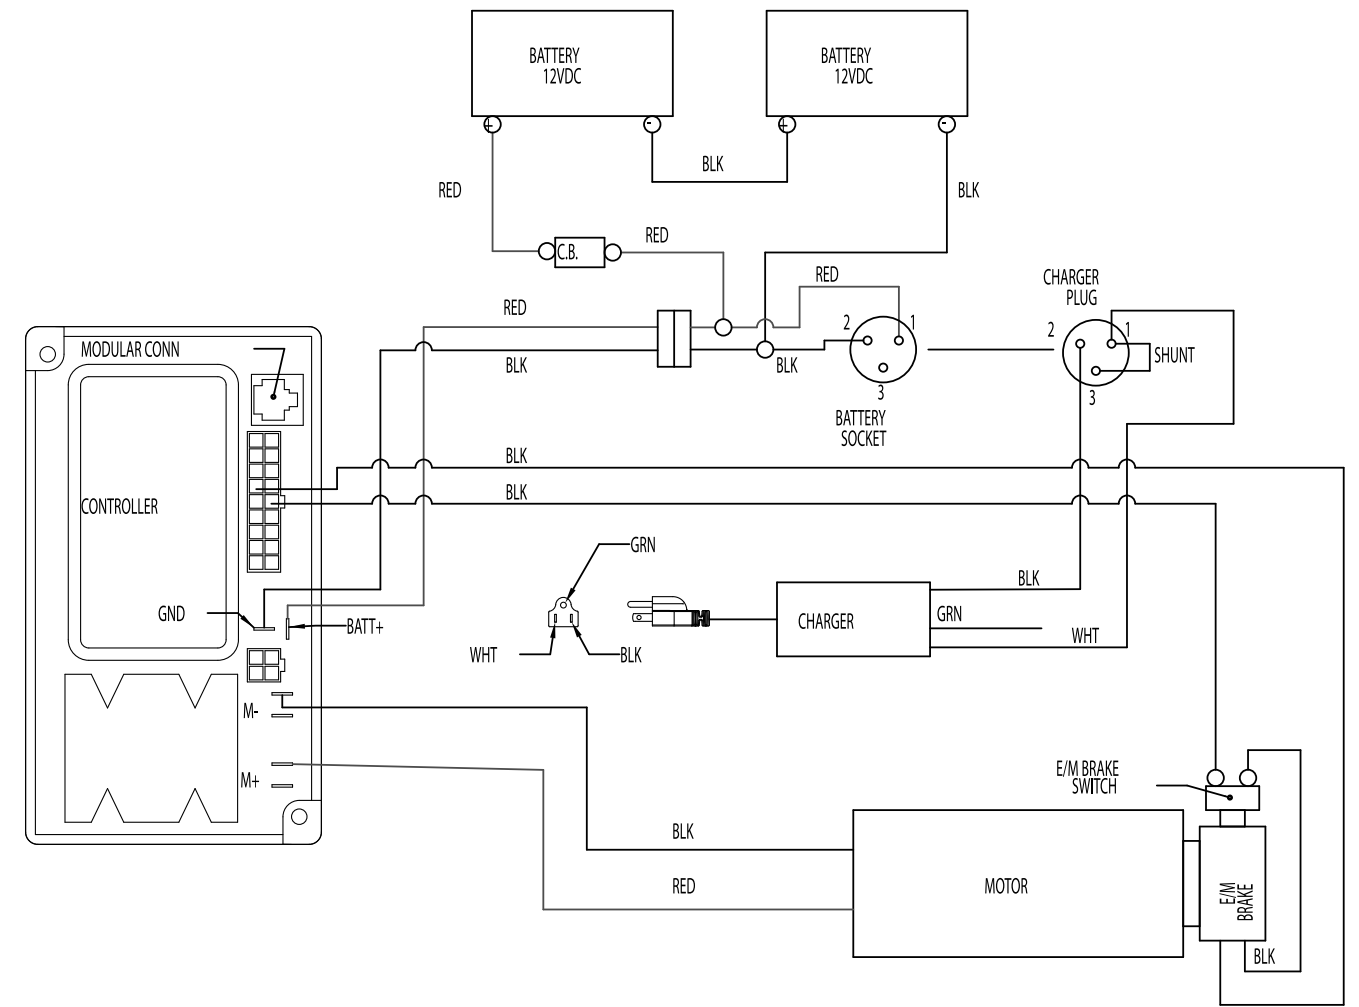 BATTERY
12VDC
BATTERY
12VDC
+
-
+
-
BLK
RED
BLK
C.B.
RED
RED
CHARGER
PLUG
RED
2
1
2
1
BLK
BLK
SHUNT
3
3
BATTERY
SOCKET
MODULAR CONN
BLK
BLK
CONTROLLER
GRN
BLK
GND
BATT+
CHARGER
GRN
WHT
WHT
BLK
M-
M+
E/M BRAKE
SWITCH
BLK
RED
MOTOR
E/M
BRAKE
BLK